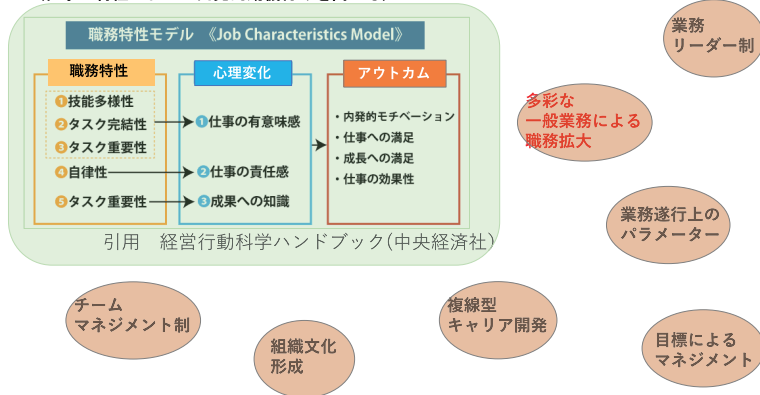 職務特性モデル 《Job Characteristics Model》
職務特性
❶技能多様性
❷タスク完結性
❸タスク重要性
❹自律性
❺タスク重要性
心理変化
❶仕事の有意味感
❷仕事の責任感
❸成果への知識
アウトカム
・内発的モチベーション
・仕事への満足
・成長への満足
・仕事の効果性
引用　経営行動科学ハンドブック(中央経済社)
業務
リーダー制
多彩な
一般業務による
職務拡大
業務遂行上の
パラメーター
チーム
マネジメント制
組織文化
形成
複線型
キャリア開発
目標による
マネジメント